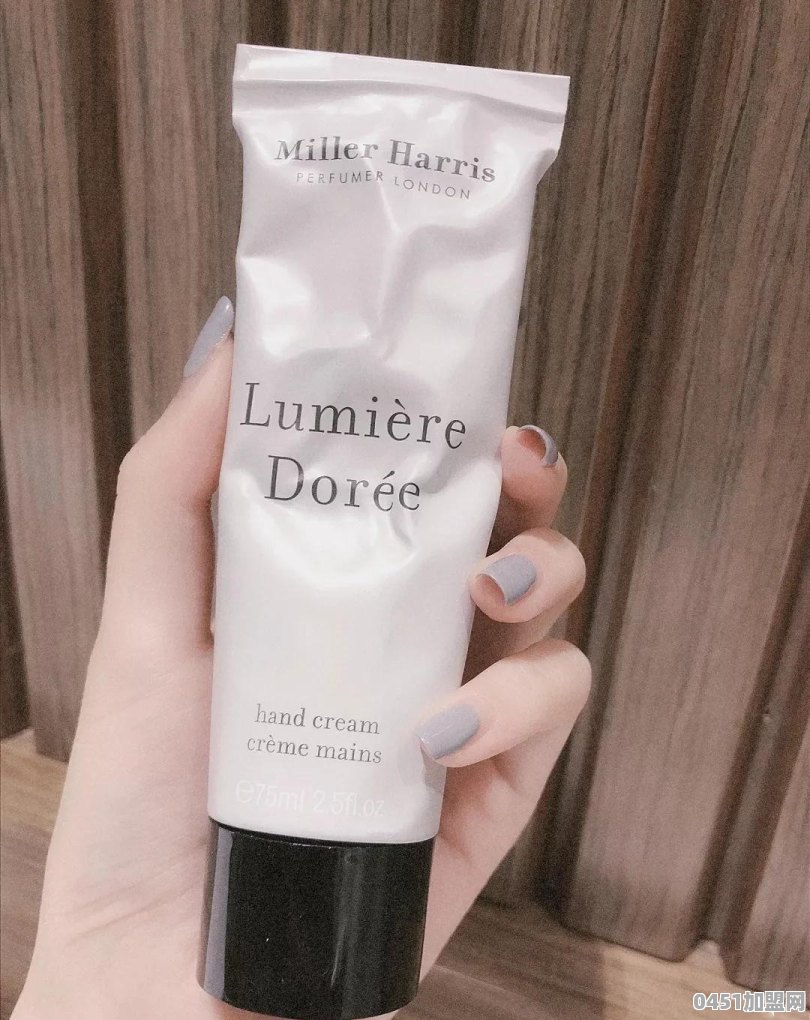 Miller Harris
PERFUMER LONDON
Lumière
Dorée
hand cream
crème mains
℮75ml 2.5fl.oz
0451加盟网